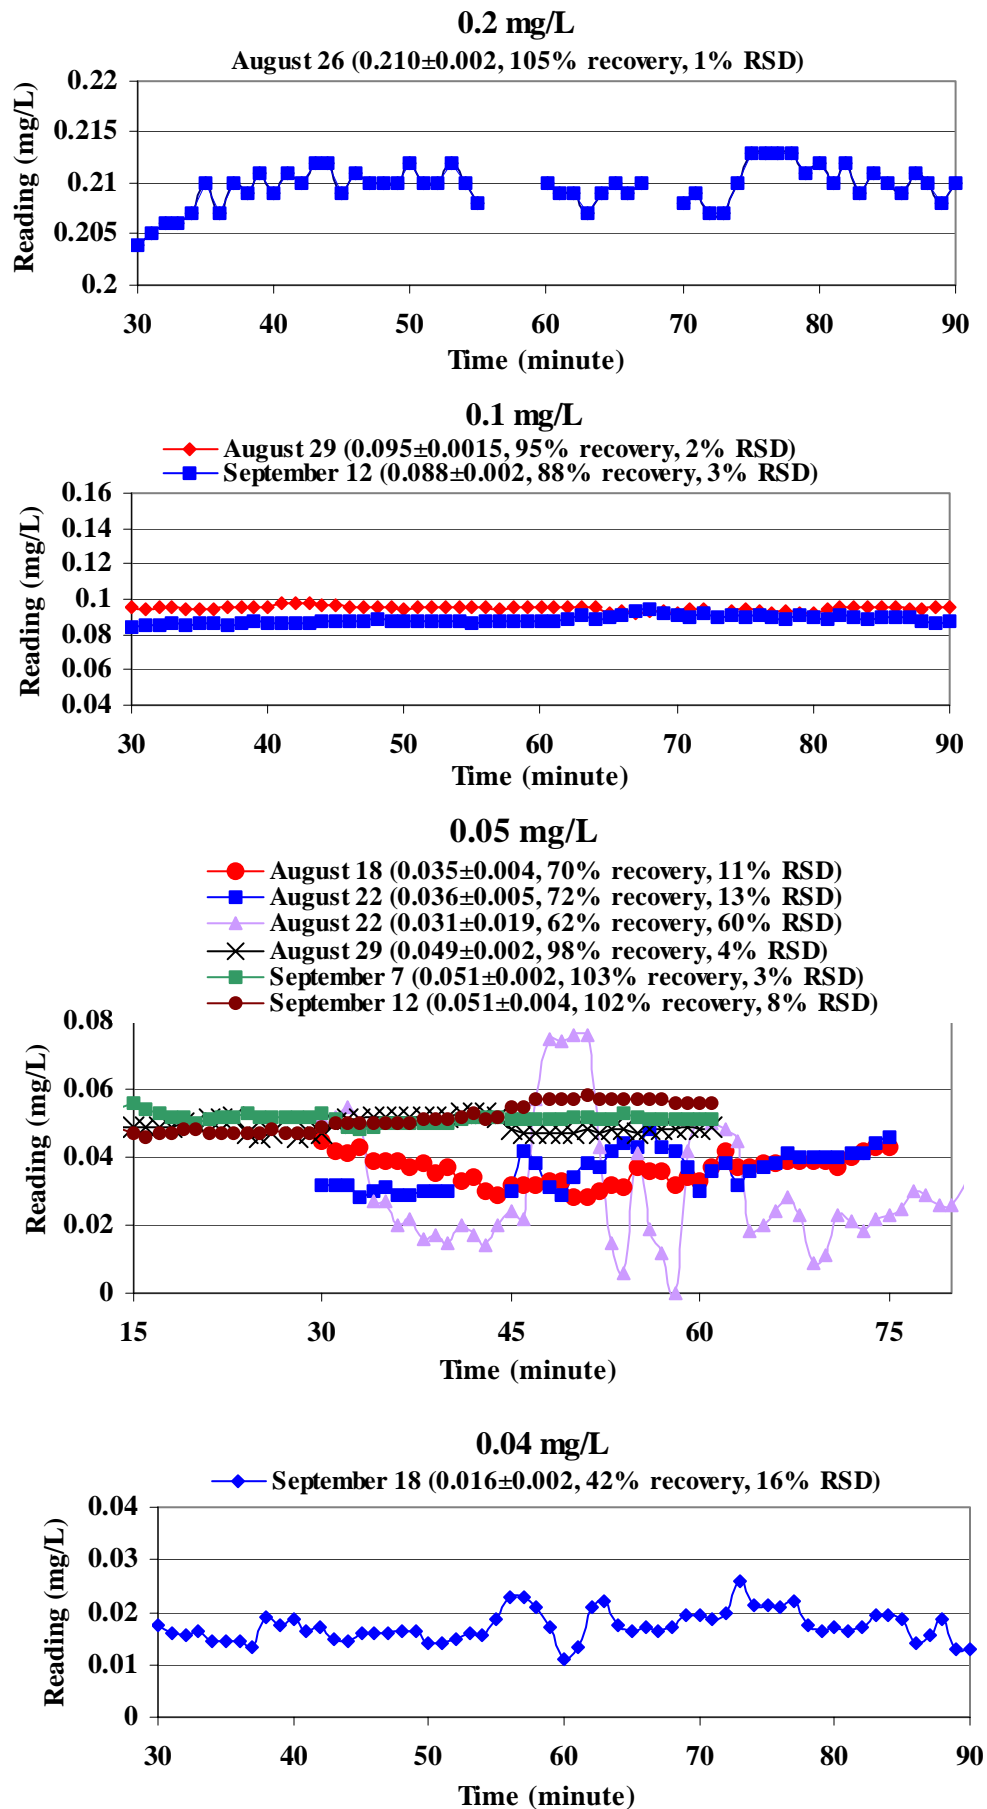 0.2 mg/L
August 26 (0.210±0.002, 105% recovery, 1% RSD)
0.22
0.215
0.21
0.205
0.2
Reading (mg/L)
30 40 50 60 70 80 90
Time (minute)
0.1 mg/L
August 29 (0.095±0.0015, 95% recovery, 2% RSD)
September 12 (0.088±0.002, 88% recovery, 3% RSD)
0.16
0.14
0.12
0.1
0.08
0.06
0.04
Reading (mg/L)
30 40 50 60 70 80 90
Time (minute)
0.05 mg/L
August 18 (0.035±0.004, 70% recovery, 11% RSD)
August 22 (0.036±0.005, 72% recovery, 13% RSD)
August 22 (0.031±0.019, 62% recovery, 60% RSD)
August 29 (0.049±0.002, 98% recovery, 4% RSD)
September 7 (0.051±0.002, 103% recovery, 3% RSD)
September 12 (0.051±0.004, 102% recovery, 8% RSD)
0.08
0.06
0.04
0.02
0
Reading (mg/L)
15 30 45 60 75
Time (minute)
0.04 mg/L
September 18 (0.016±0.002, 42% recovery, 16% RSD)
0.04
0.03
0.02
0.01
0
Reading (mg/L)
30 40 50 60 70 80 90
Time (minute)